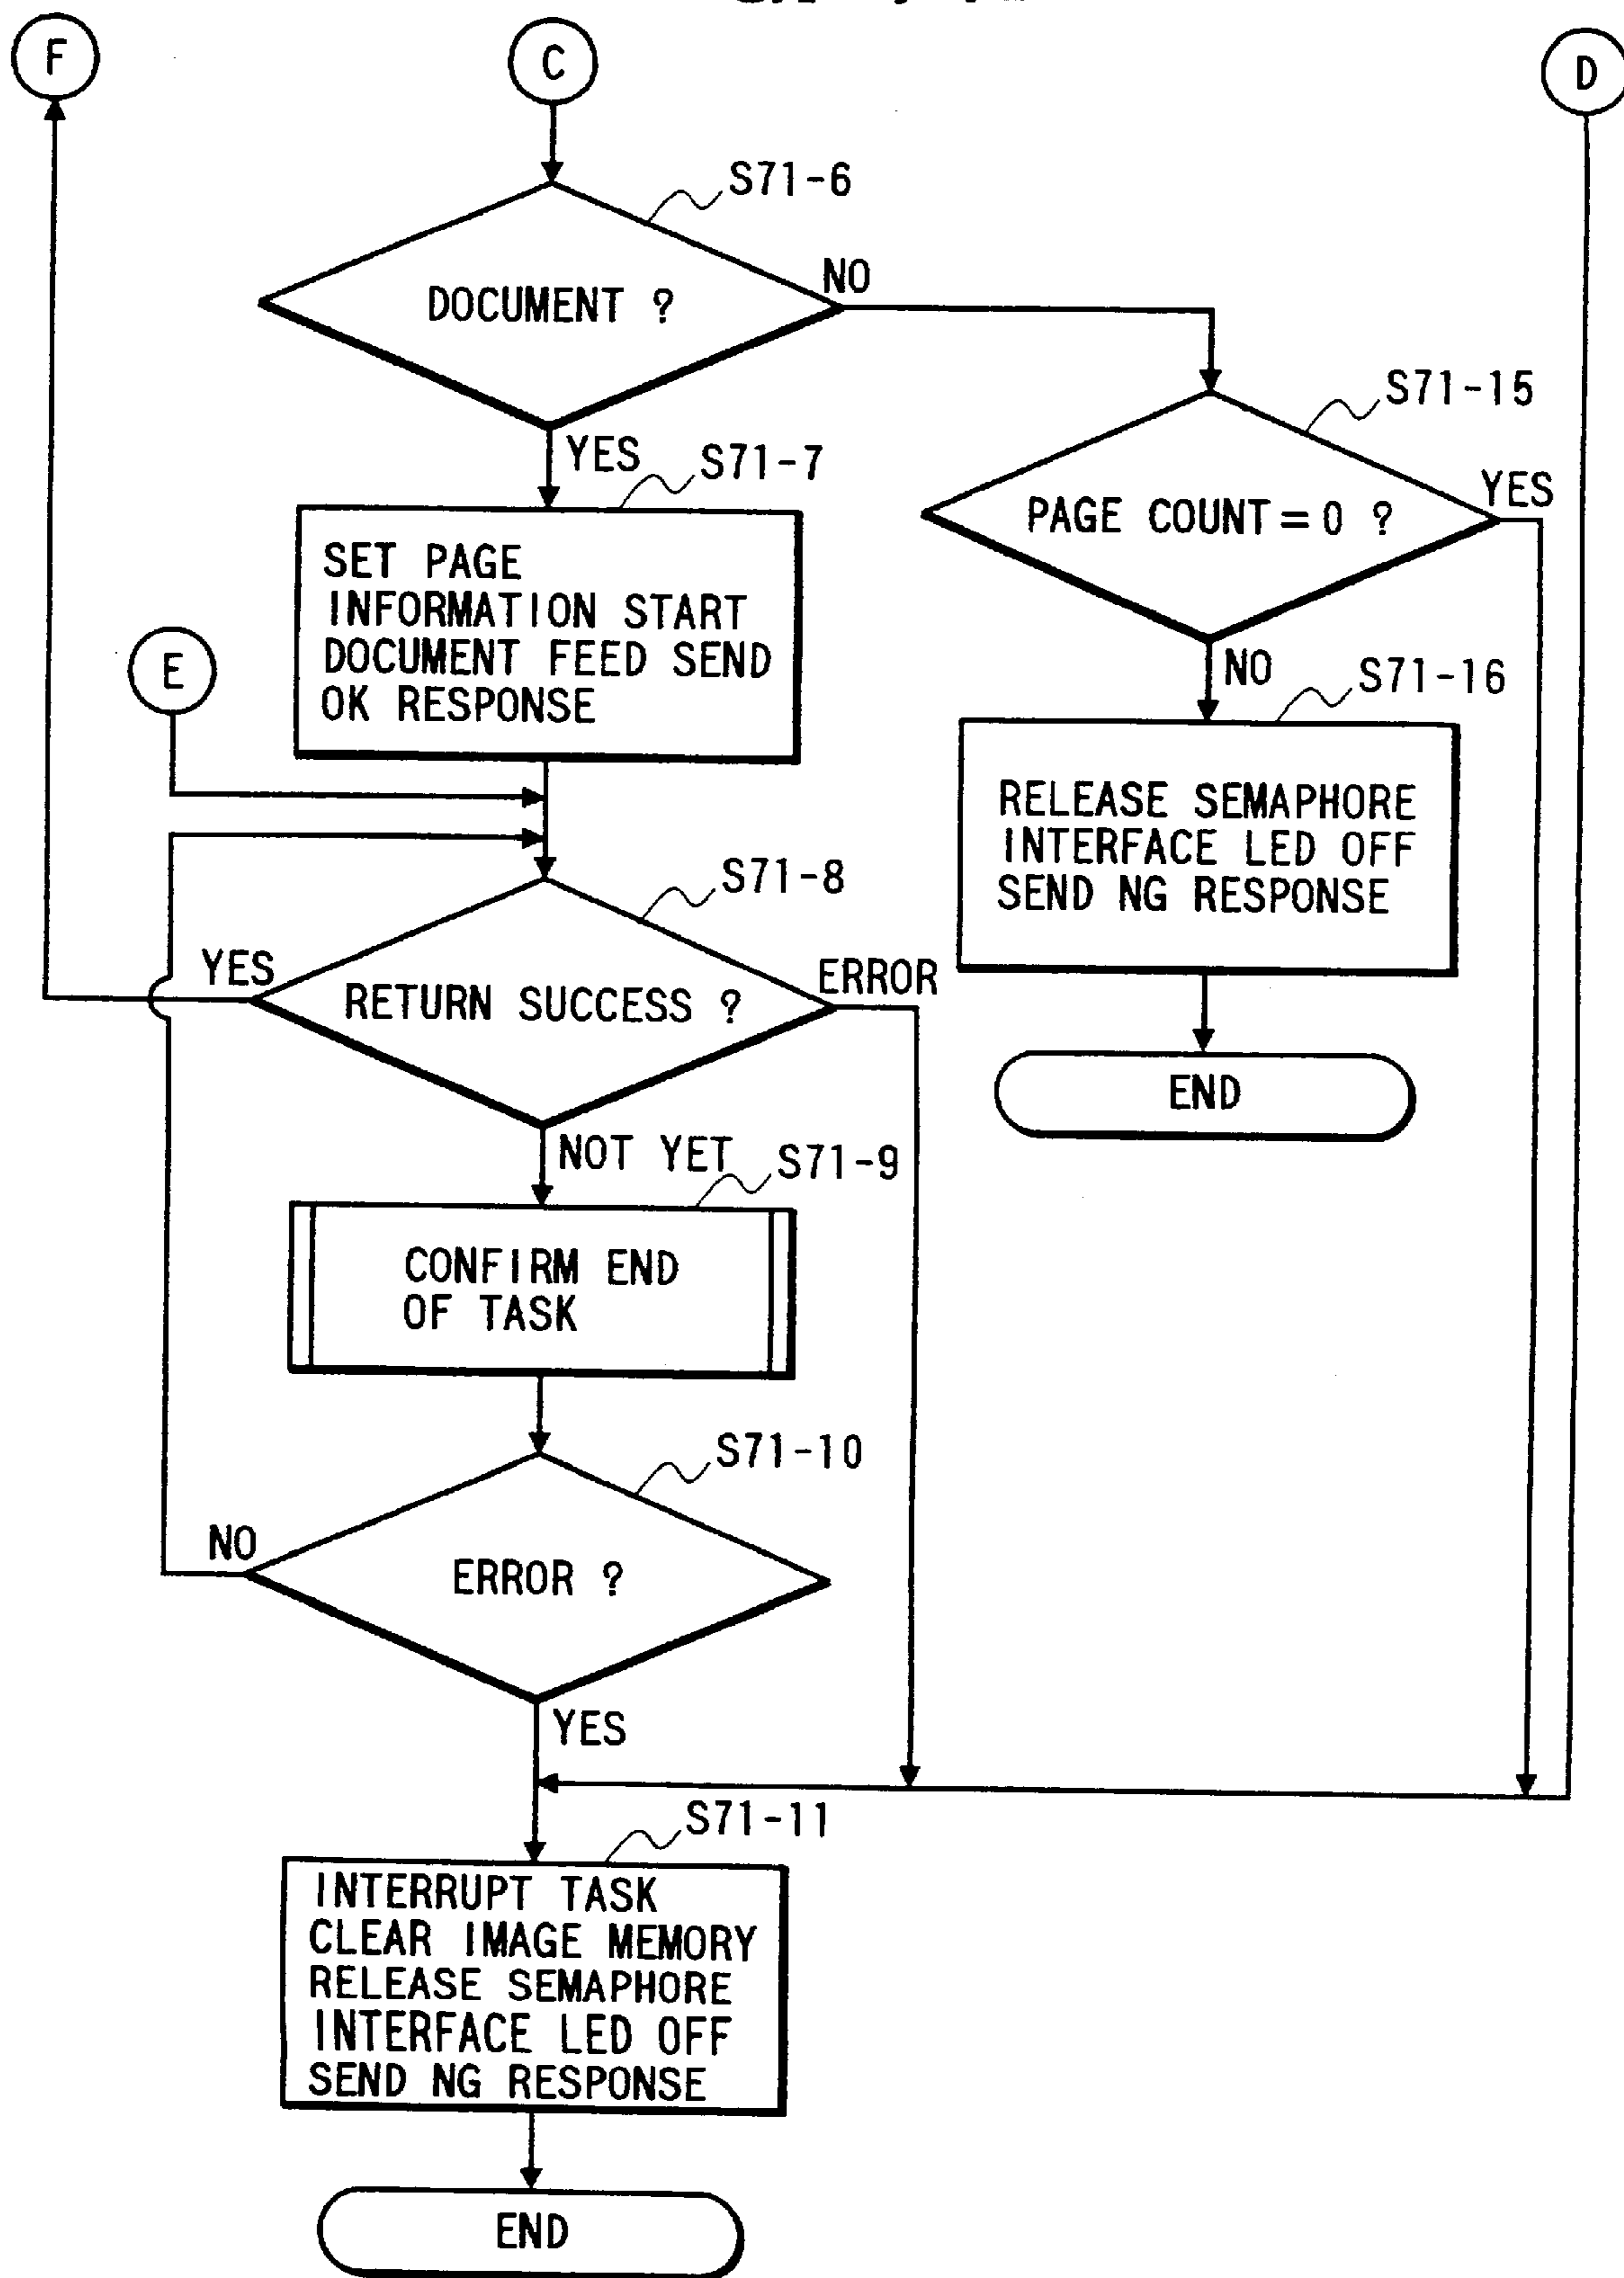 F
C
D
S71-6
DOCUMENT ?
NO
S71-15
YES
S71-7
PAGE COUNT = 0 ?
YES
SET PAGE
INFORMATION START
DOCUMENT FEED SEND
OK RESPONSE
E
NO
S71-16
RELEASE SEMAPHORE
INTERFACE LED OFF
SEND NG RESPONSE
S71-8
YES
RETURN SUCCESS ?
ERROR
END
NOT YET
S71-9
CONFIRM END
OF TASK
S71-10
NO
ERROR ?
YES
S71-11
INTERRUPT TASK
CLEAR IMAGE MEMORY
RELEASE SEMAPHORE
INTERFACE LED OFF
SEND NG RESPONSE
END